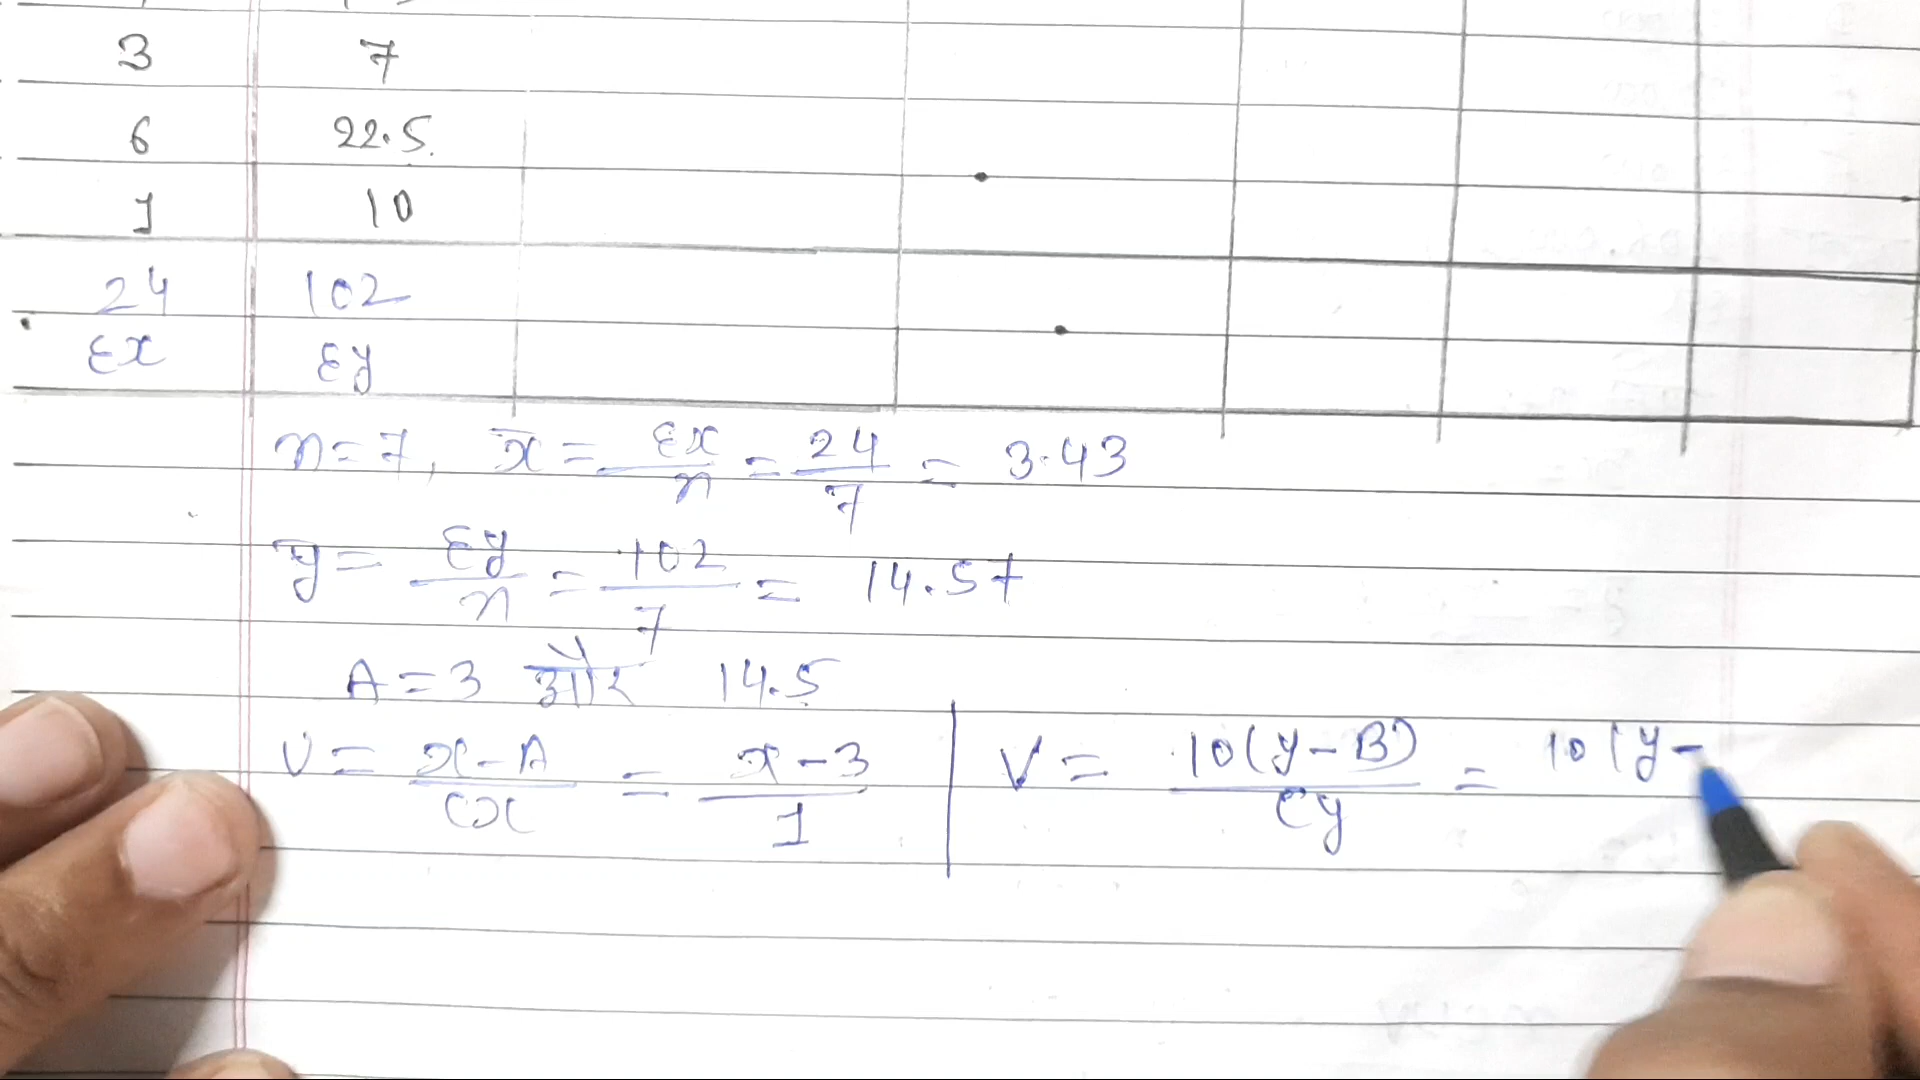 3 7
6 22.5
1 10
24 102
Σx Σy
n=7, x̄ = Σx/n = 24/7 = 3.43
ȳ = Σy/n = 102/7 = 14.57
A=3 और 14.5
U = x-A/Cx = x-3/1
V = 10(y-B)/Cy = 10(y-